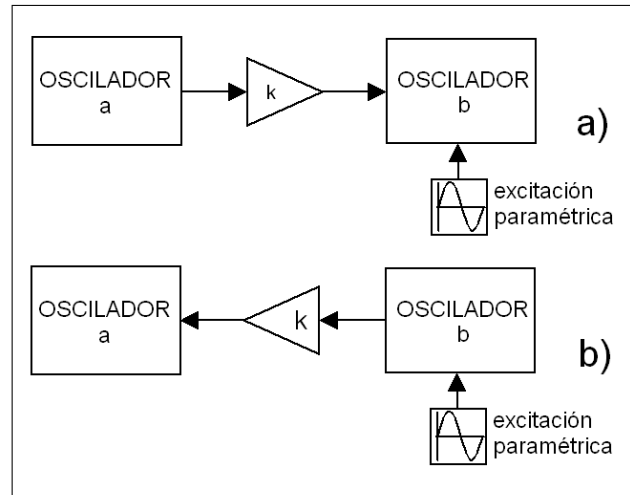 OSCILADOR
a
k
OSCILADOR
b
a)
excitación
paramétrica
OSCILADOR
a
k
OSCILADOR
b
b)
excitación
paramétrica